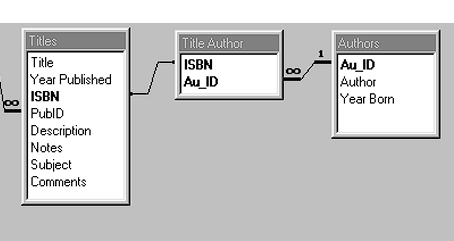 Titles
Title
Year Published
ISBN
PubID
Description
Notes
Subject
Comments
∞
Title Author
ISBN
Au_ID
∞
1
Authors
Au_ID
Author
Year Born